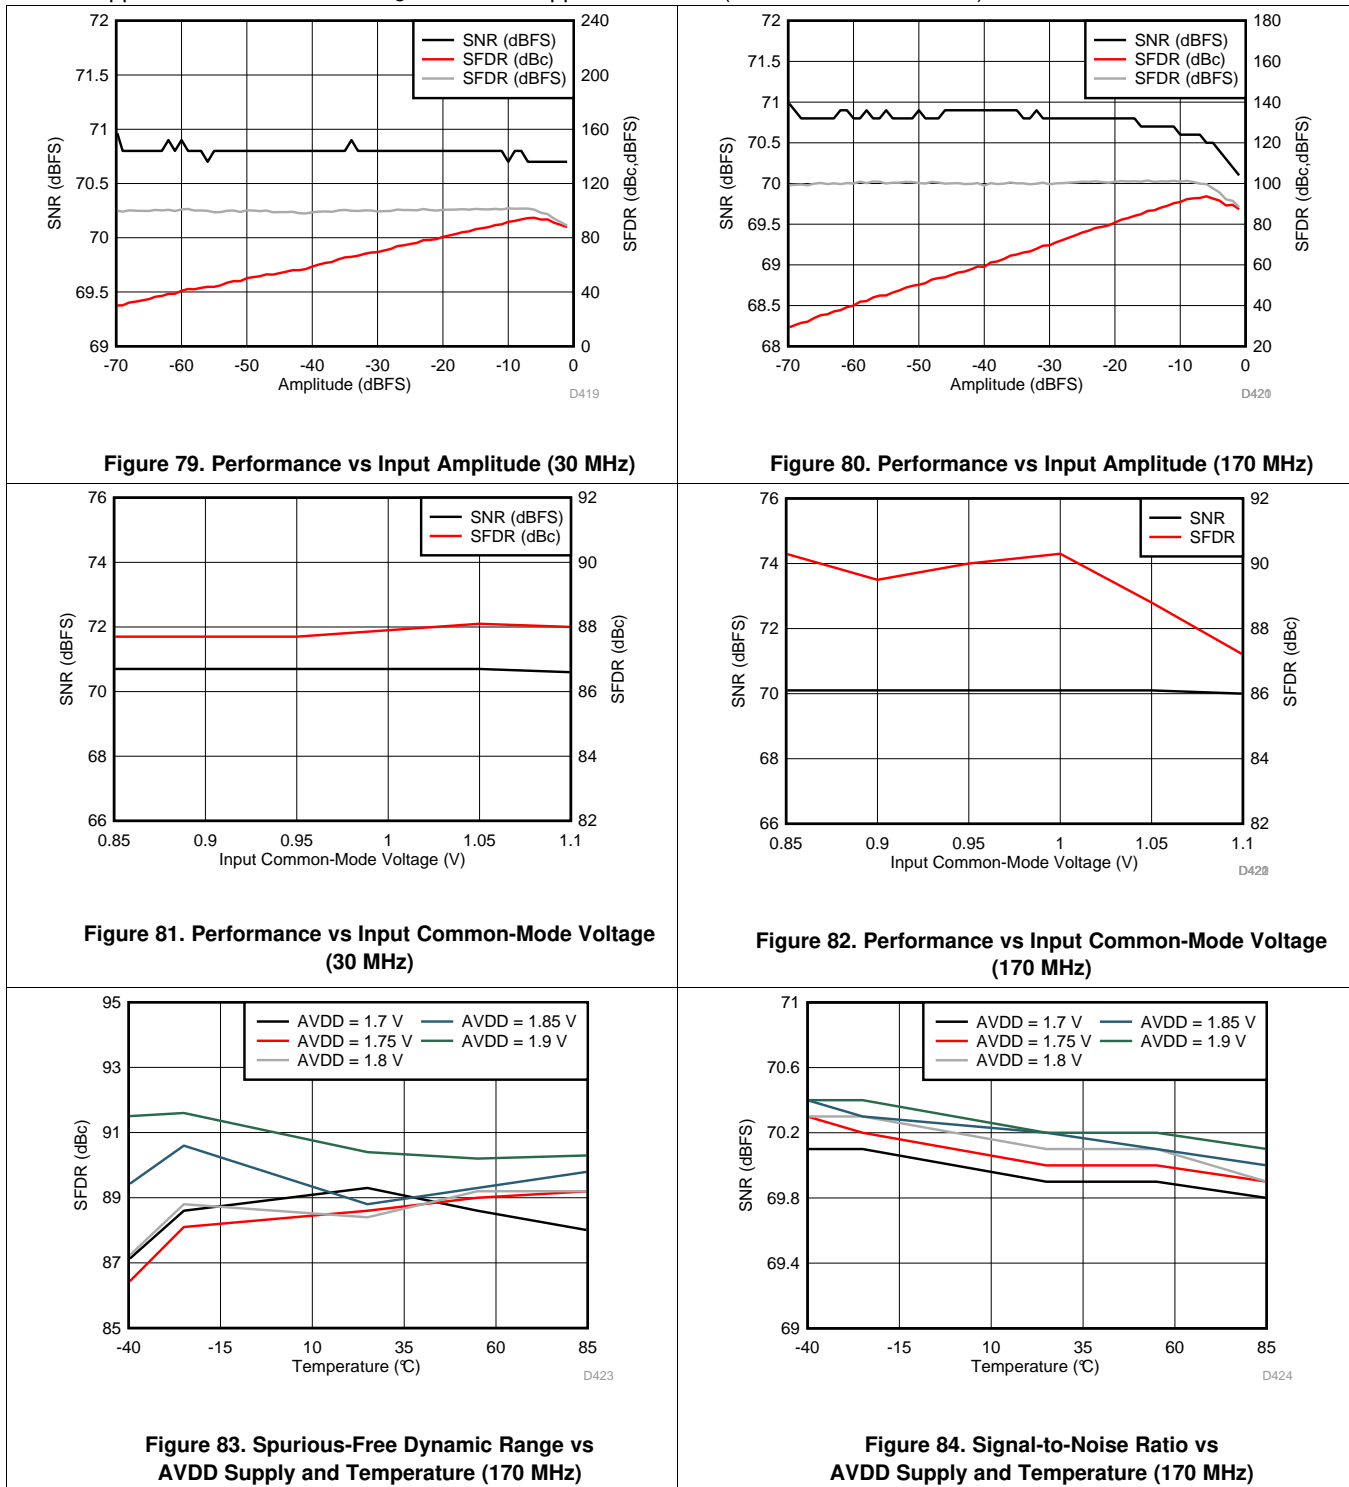 72
71.5
71
70.5
70
69.5
69
240
200
160
120
80
40
0
-70 -60 -50 -40 -30 -20 -10 0
SNR (dBFS)
SFDR (dBc,dBFS)
Amplitude (dBFS)
SNR (dBFS)
SFDR (dBc)
SFDR (dBFS)
D419
Figure 79. Performance vs Input Amplitude (30 MHz)
72
71.5
71
70.5
70
69.5
69
68.5
68
180
160
140
120
100
80
60
40
20
-70 -60 -50 -40 -30 -20 -10 0
SNR (dBFS)
SFDR (dBc,dBFS)
Amplitude (dBFS)
SNR (dBFS)
SFDR (dBc)
SFDR (dBFS)
Figure 80. Performance vs Input Amplitude (170 MHz)
76
74
72
70
68
66
92
90
88
86
84
82
0.85 0.9 0.95 1 1.05 1.1
SNR (dBFS)
SFDR (dBc)
Input Common-Mode Voltage (V)
SNR (dBFS)
SFDR (dBc)
Figure 81. Performance vs Input Common-Mode Voltage
(30 MHz)
76
74
72
70
68
66
92
90
88
86
84
82
0.85 0.9 0.95 1 1.05 1.1
SNR (dBFS)
SFDR (dBc)
Input Common-Mode Voltage (V)
SNR
SFDR
Figure 82. Performance vs Input Common-Mode Voltage
(170 MHz)
95
93
91
89
87
85
-40 -15 10 35 60 85
SFDR (dBc)
Temperature (°C)
AVDD = 1.7 V
AVDD = 1.75 V
AVDD = 1.8 V
AVDD = 1.85 V
AVDD = 1.9 V
D423
Figure 83. Spurious-Free Dynamic Range vs
AVDD Supply and Temperature (170 MHz)
71
70.6
70.2
69.8
69.4
69
-40 -15 10 35 60 85
SNR (dBFS)
Temperature (°C)
AVDD = 1.7 V
AVDD = 1.75 V
AVDD = 1.8 V
AVDD = 1.85 V
AVDD = 1.9 V
D424
Figure 84. Signal-to-Noise Ratio vs
AVDD Supply and Temperature (170 MHz)